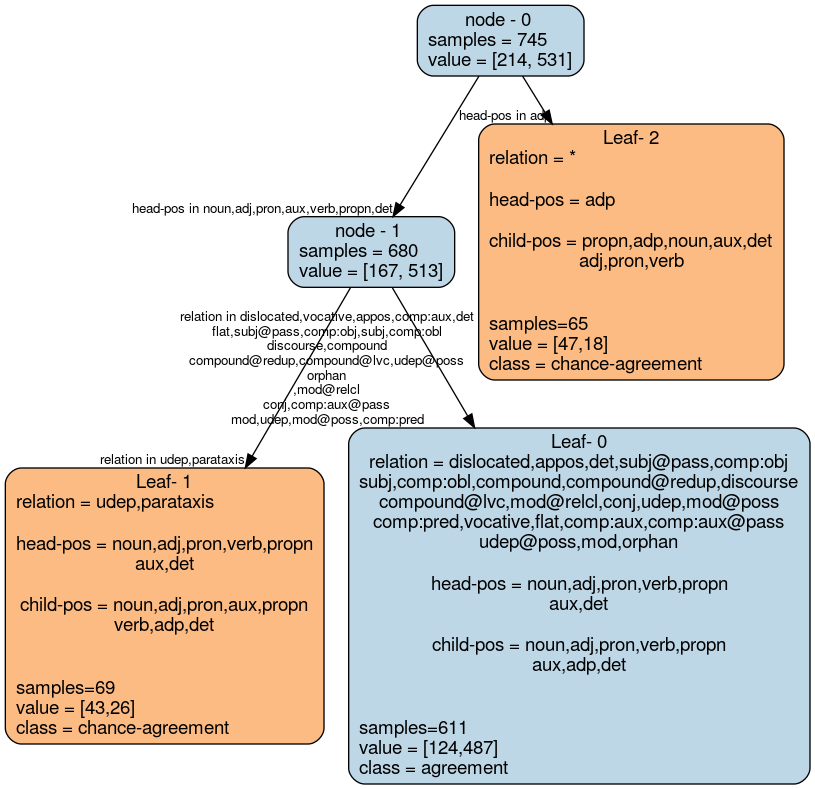 node - 0
samples = 745
value = [214, 531]
head-pos in adp
Leaf- 2
relation = *
head-pos = adp
child-pos = propn,adp,noun,aux,det
adj,pron,verb
samples=65
value = [47,18]
class = chance-agreement
head-pos in noun,adj,pron,aux,verb,propn,det
node - 1
samples = 680
value = [167, 513]
relation in dislocated,vocative,appos,comp:aux,det
flat,subj@pass,comp:obj,subj,comp:obl
discourse,compound
compound@redup,compound@lvc,udep@poss
orphan
,mod@relcl
conj,comp:aux@pass
mod,udep,mod@poss,comp:pred
relation in udep,parataxis
Leaf- 1
relation = udep,parataxis
head-pos = noun,adj,pron,verb,propn
aux,det
child-pos = noun,adj,pron,aux,propn
verb,adp,det
samples=69
value = [43,26]
class = chance-agreement
Leaf- 0
relation = dislocated,appos,det,subj@pass,comp:obj
subj,comp:obl,compound,compound@redup,discourse
compound@lvc,mod@relcl,conj,udep,mod@poss
comp:pred,vocative,flat,comp:aux,comp:aux@pass
udep@poss,mod,orphan
head-pos = noun,adj,pron,verb,propn
aux,det
child-pos = noun,adj,pron,verb,propn
aux,adp,det
samples=611
value = [124,487]
class = agreement